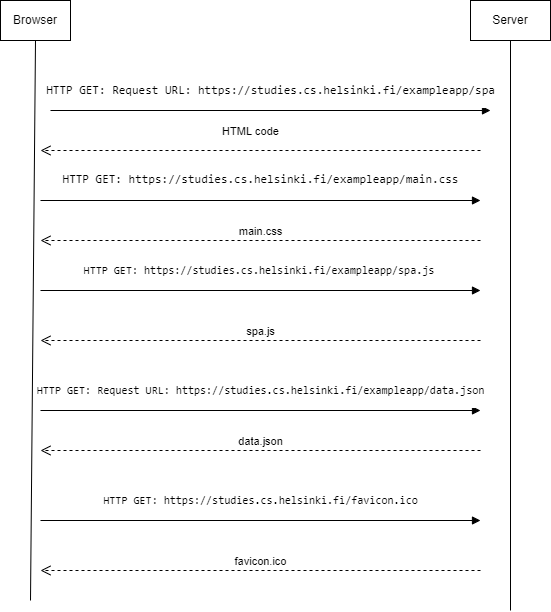 Browser
Server
HTTP GET: Request URL: https://studies.cs.helsinki.fi/exampleapp/spa
HTML code
HTTP GET: https://studies.cs.helsinki.fi/exampleapp/main.css
main.css
HTTP GET: https://studies.cs.helsinki.fi/exampleapp/spa.js
spa.js
HTTP GET: Request URL: https://studies.cs.helsinki.fi/exampleapp/data.json
data.json
HTTP GET: https://studies.cs.helsinki.fi/favicon.ico
favicon.ico